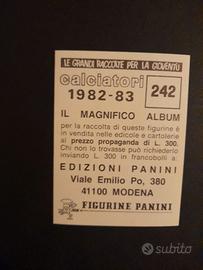 LE GRANDI RACCOLTE PER LA GIOVENTÙ
calciatori
1982-83
242
IL MAGNIFICO ALBUM
per la raccolta di queste figurine è
in vendita nelle edicole e cartolerie
al prezzo propaganda di L. 300.
Chi non lo trovasse può richiederlo
inviando L. 300 in francobolli a:
EDIZIONI PANINI
Viale Emilio Po, 380
41100 MODENA
FIGURINE PANINI
subito